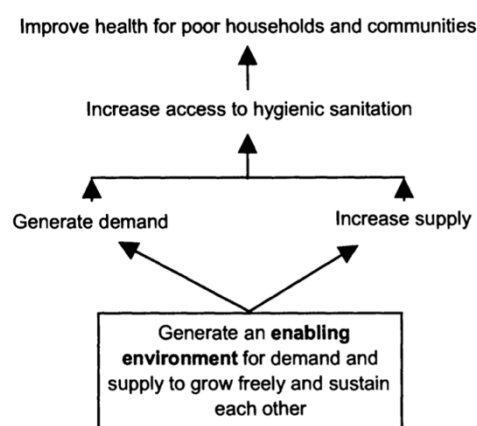 Improve health for poor households and communities
Increase access to hygienic sanitation
Generate demand
Increase supply
Generate an enabling
environment for demand and
supply to grow freely and sustain
each other